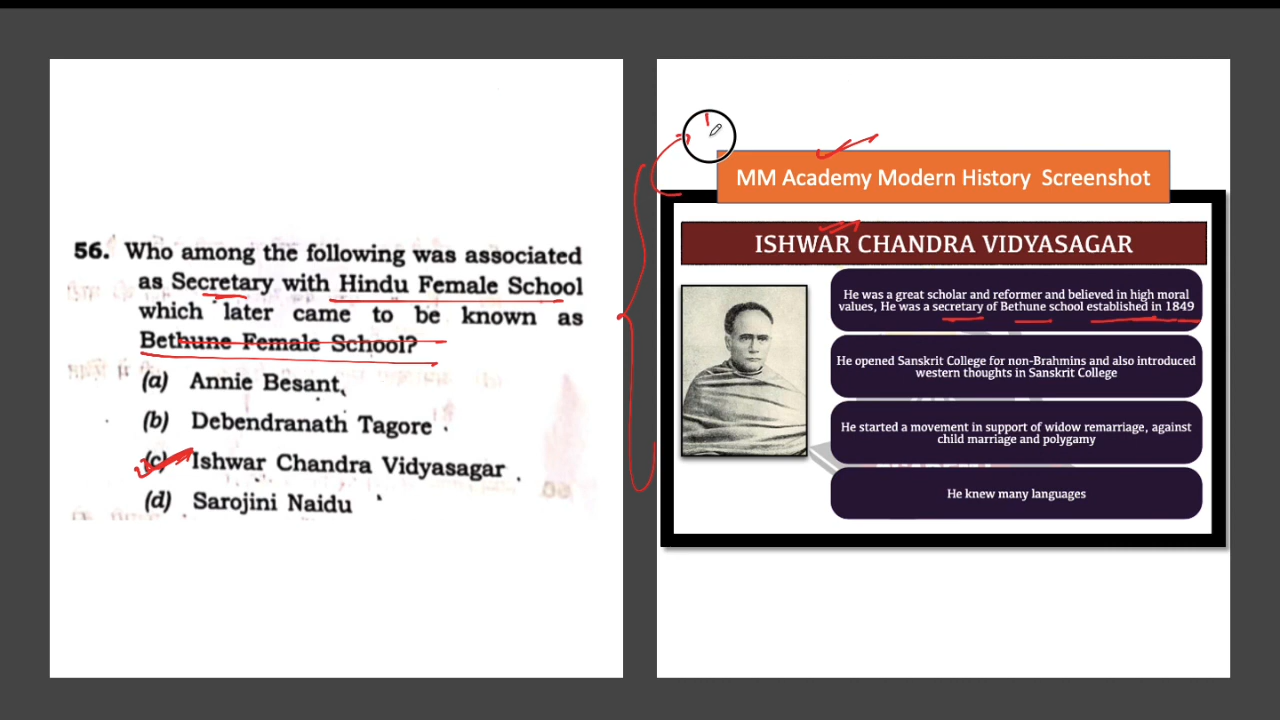 56. Who among the following was associated
as Secretary with Hindu Female School
which later came to be known as
Bethune Female School?
(a) Annie Besant
(b) Debendranath Tagore
(c) Ishwar Chandra Vidyasagar
(d) Sarojini Naidu
MM Academy Modern History Screenshot
ISHWAR CHANDRA VIDYASAGAR
He was a great scholar and reformer and believed in high moral
values, He was a secretary of Bethune school established in 1849
He opened Sanskrit College for non-Brahmins and also introduced
western thoughts in Sanskrit College
He started a movement in support of widow remarriage, against
child marriage and polygamy
He knew many languages